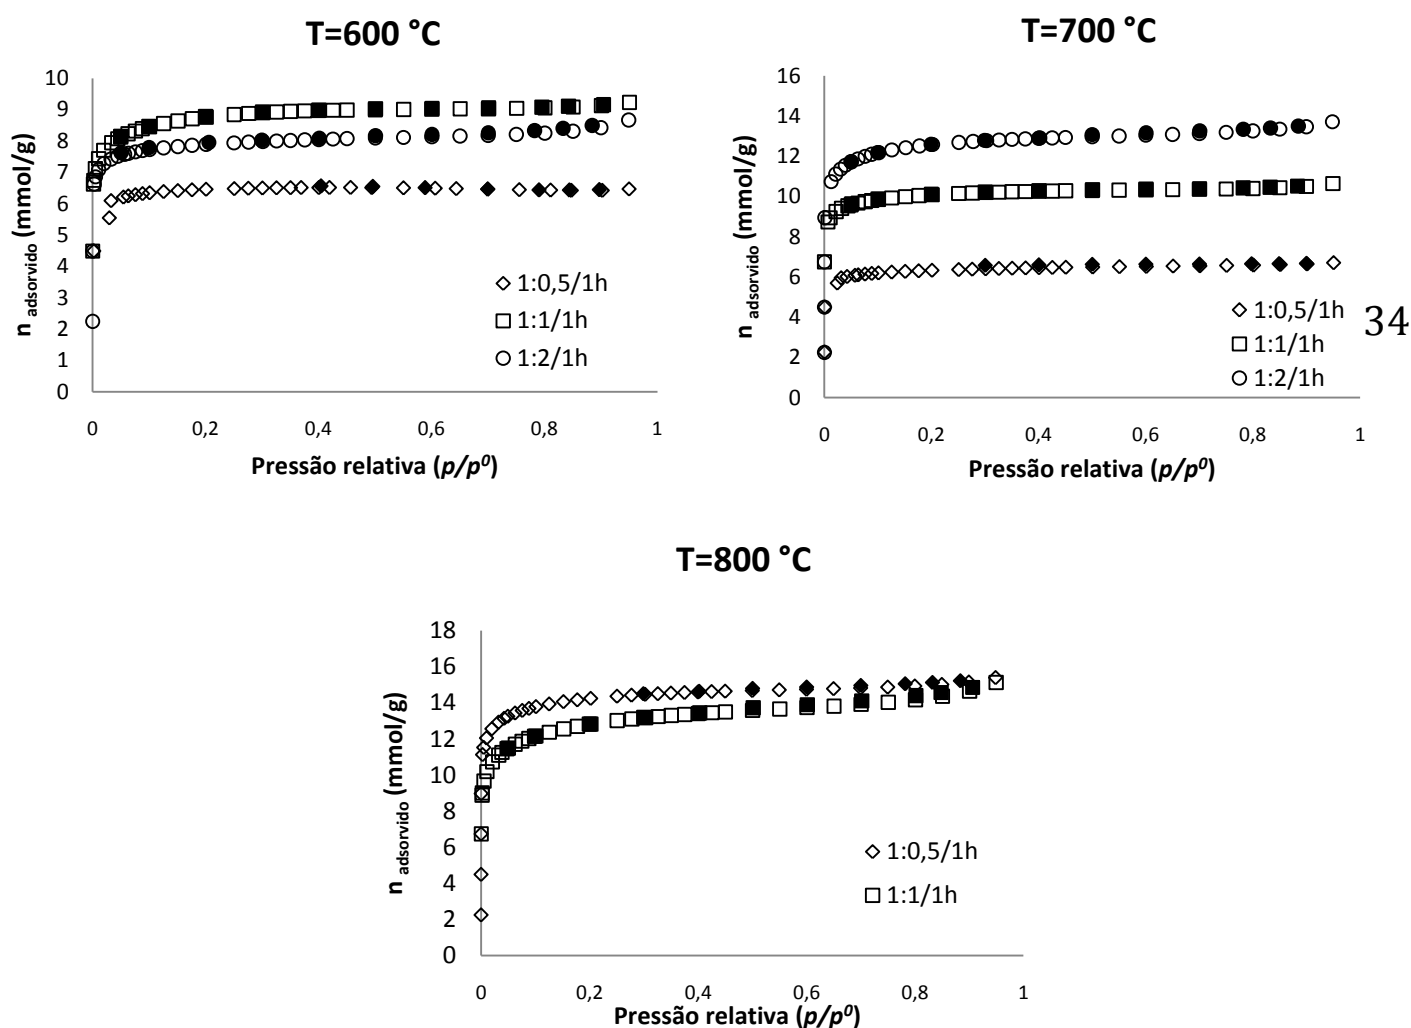 T=600 °C
n adsorvido (mmol/g)
10
9
8
7
6
5
4
3
2
1
0
1:0,5/1h
1:1/1h
1:2/1h
0
0,2
0,4
0,6
0,8
1
Pressão relativa (p/p⁰)
T=700 °C
n adsorvido (mmol/g)
16
14
12
10
8
6
4
2
0
1:0,5/1h
1:1/1h
1:2/1h
0
0,2
0,4
0,6
0,8
1
Pressão relativa (p/p⁰)
34
T=800 °C
n adsorvido (mmol/g)
18
16
14
12
10
8
6
4
2
0
1:0,5/1h
1:1/1h
0
0,2
0,4
0,6
0,8
1
Pressão relativa (p/p⁰)